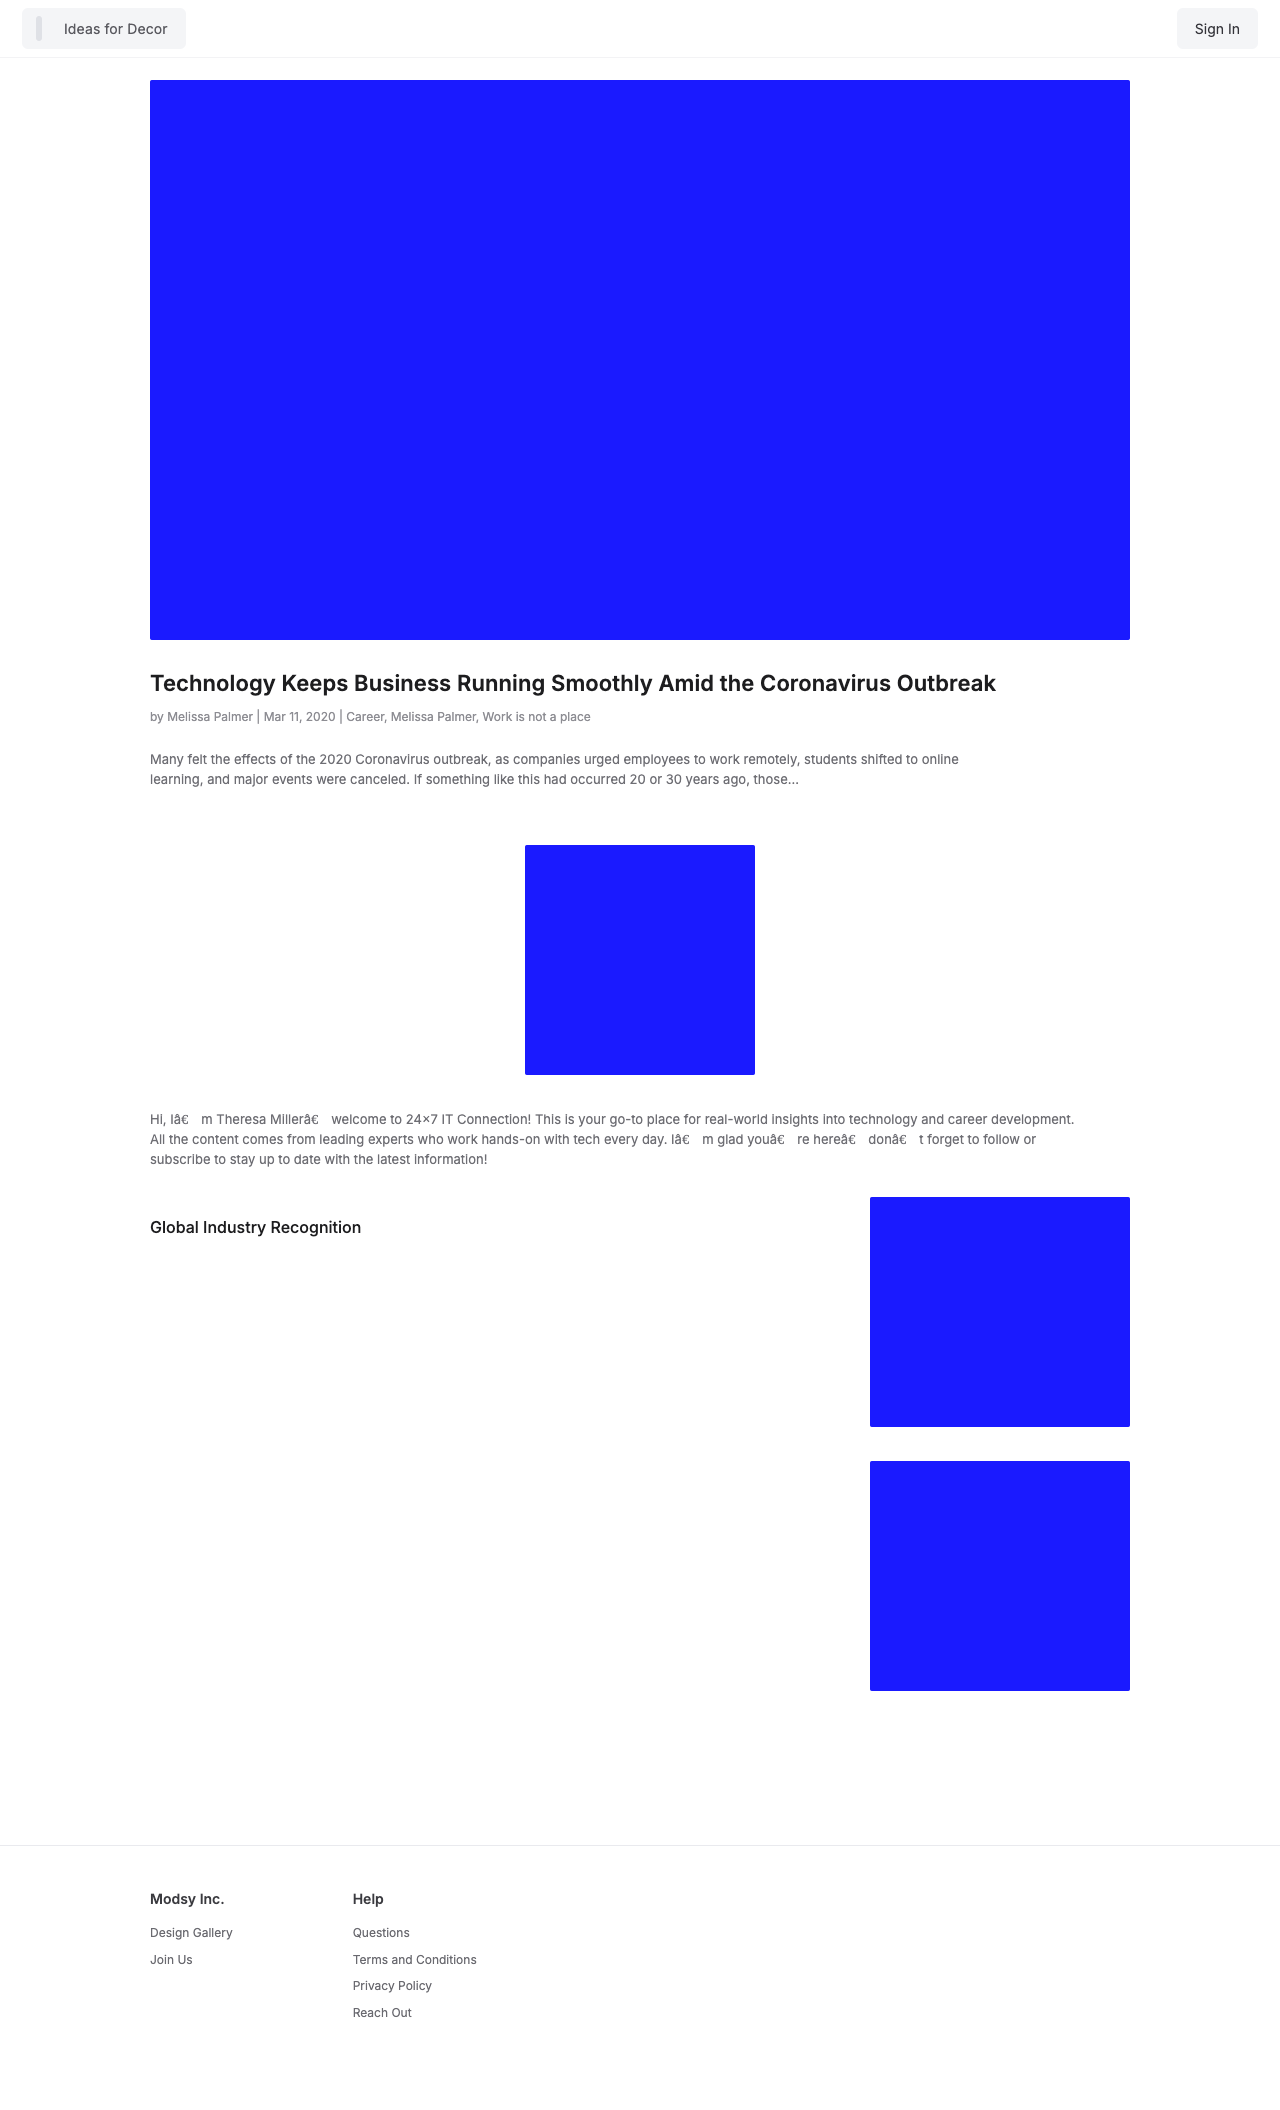 Ideas for Decor
Sign In
Technology Keeps Business Running Smoothly Amid the Coronavirus Outbreak
by Melissa Palmer | Mar 11, 2020 | Career, Melissa Palmer, Work is not a place
Many felt the effects of the 2020 Coronavirus outbreak, as companies urged employees to work remotely, students shifted to online
learning, and major events were canceled. If something like this had occurred 20 or 30 years ago, those...
Hi, Iâ€ m Theresa Millerâ€ welcome to 24×7 IT Connection! This is your go-to place for real-world insights into technology and career development.
All the content comes from leading experts who work hands-on with tech every day. Iâ€ m glad youâ€ re hereâ€ donâ€ t forget to follow or
subscribe to stay up to date with the latest information!
Global Industry Recognition
Modsy Inc.
Design Gallery
Join Us
Help
Questions
Terms and Conditions
Privacy Policy
Reach Out